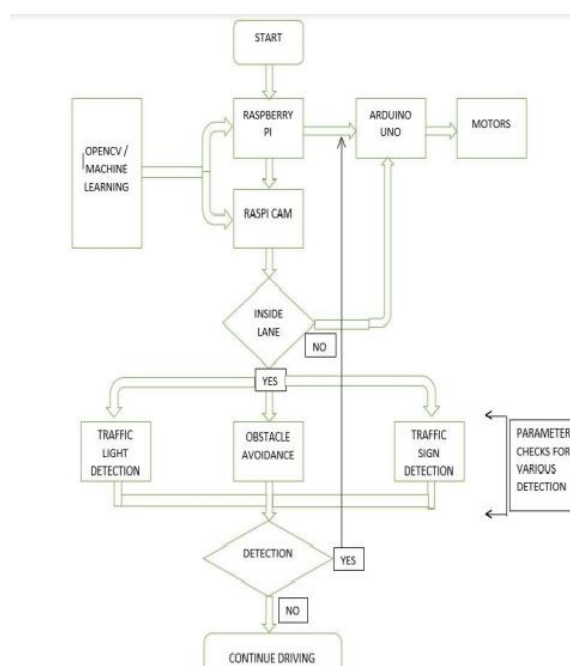 START
RASPBERRY
PI
ARDUINO
UNO
MOTORS
OPENCV /
MACHINE
LEARNING
RASPI CAM
INSIDE
LANE
NO
YES
TRAFFIC
LIGHT
DETECTION
OBSTACLE
AVOIDANCE
TRAFFIC
SIGN
DETECTION
PARAMETER
CHECKS FOR
VARIOUS
DETECTION
DETECTION
YES
NO
CONTINUE DRIVING